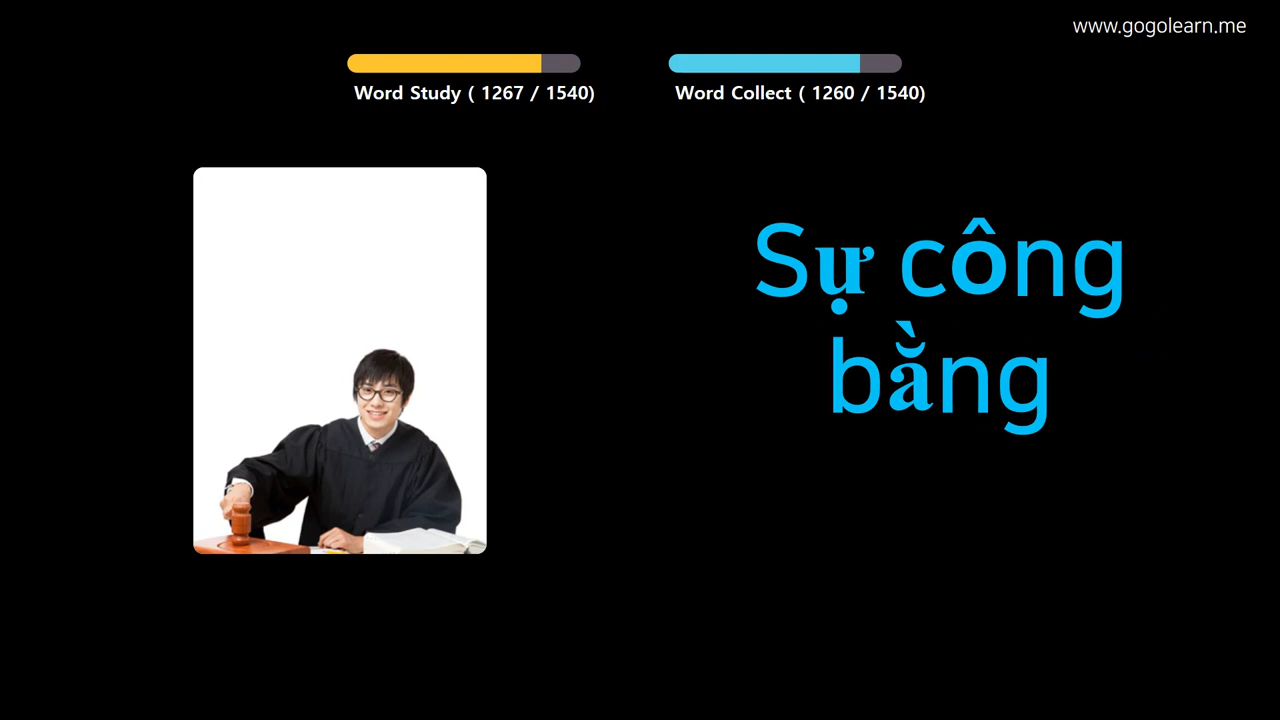 www.gogolearn.me
Word Study ( 1267 / 1540)
Word Collect ( 1260 / 1540)
Sự công
bằng